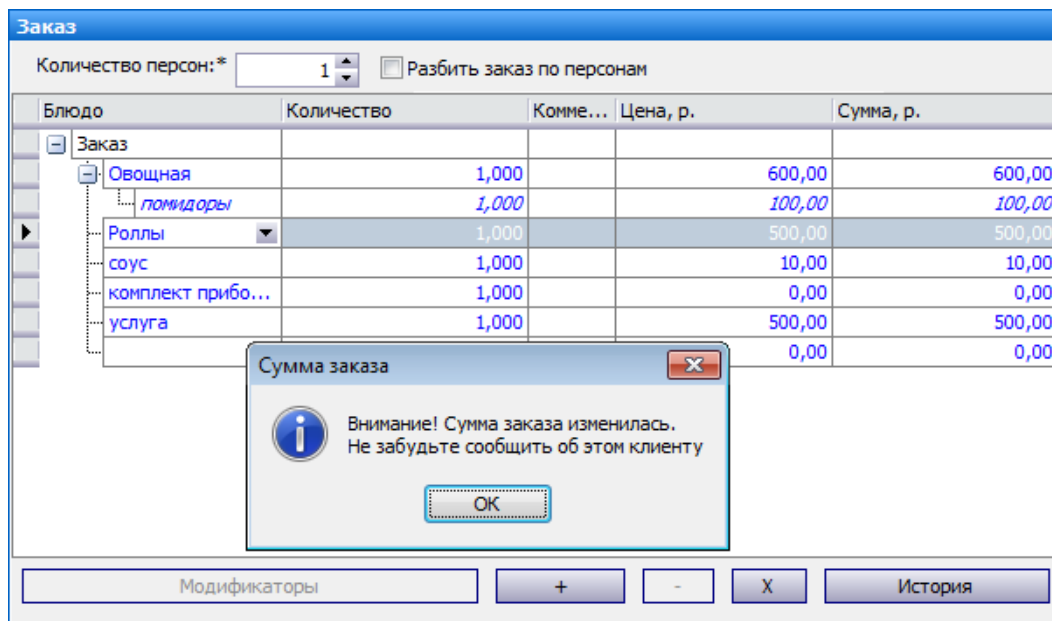 Заказ
Количество персон:* 1 Разбить заказ по персонам
Блюдо Количество Комме... Цена, р. Сумма, р.
Заказ
Овощная 1,000 600,00 600,00
помидоры 1,000 100,00 100,00
Роллы 1,000 500,00 500,00
соус 1,000 10,00 10,00
комплект прибо... 1,000 0,00 0,00
услуга 1,000 500,00 500,00
0,00 0,00
Сумма заказа
Внимание! Сумма заказа изменилась.
Не забудьте сообщить об этом клиенту
ОК
Модификаторы + - X История